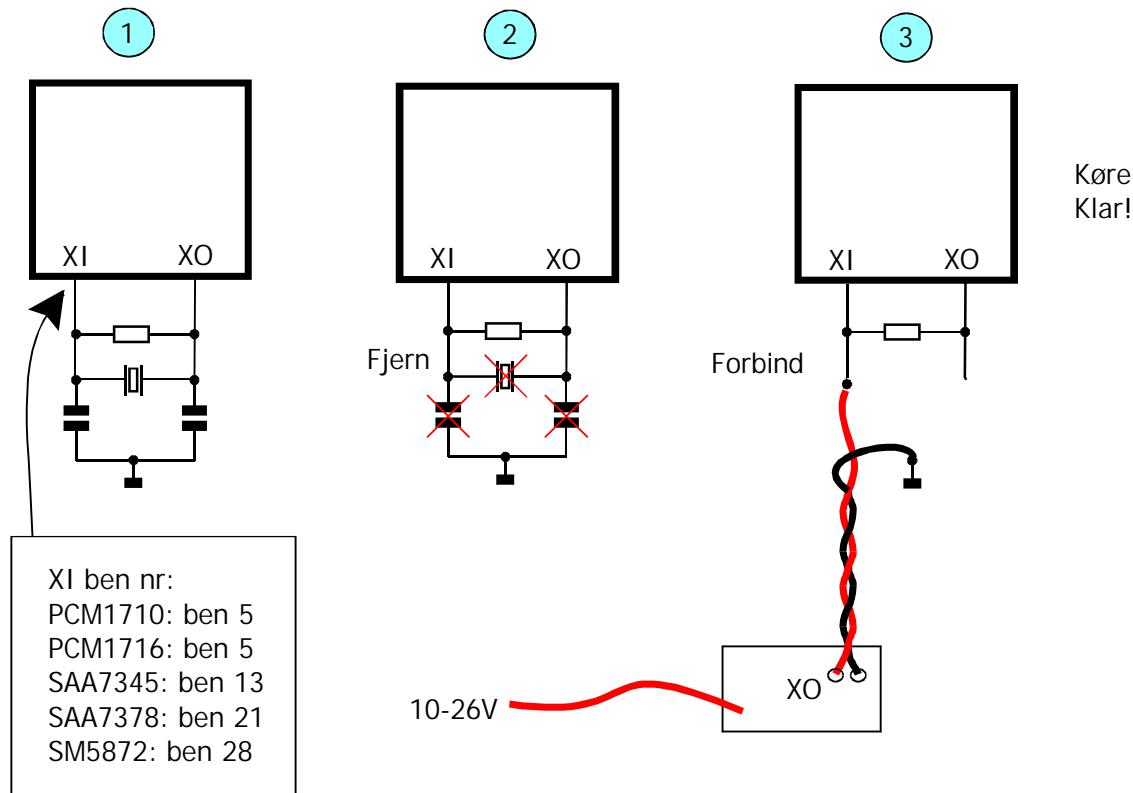 1
XI XO
XI ben nr:
PCM1710: ben 5
PCM1716: ben 5
SAA7345: ben 13
SAA7378: ben 21
SM5872: ben 28
2
XI XO
Fjern
3
XI XO
Forbind
XO
10-26V
Køre
Klar!